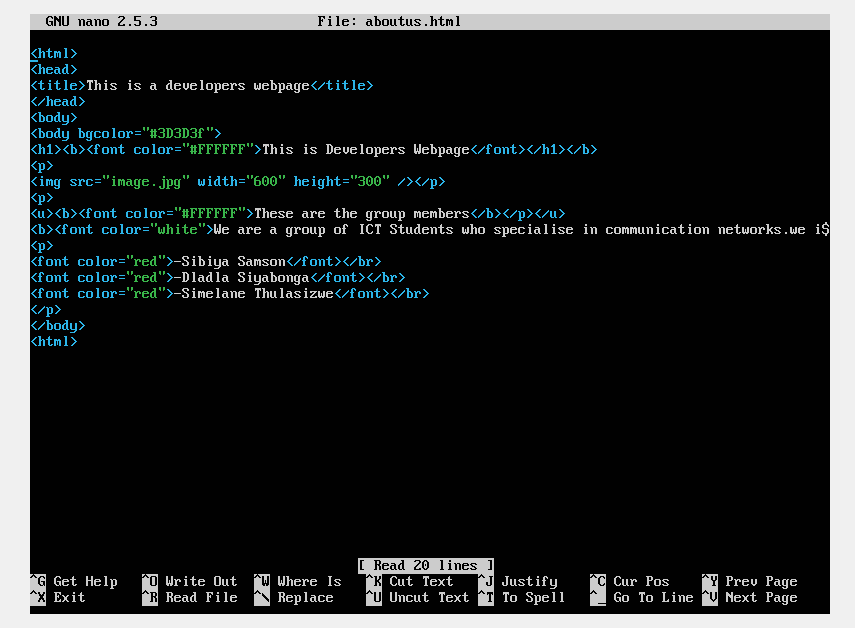 GNU nano 2.5.3 File: aboutus.html
<html>
<head>
<title>This is a developers webpage</title>
</head>
<body>
<body bgcolor="#3D3D3f">
<h1><b><font color="#FFFFFF">This is Developers Webpage</font></h1></b>
<p>
<img src="image.jpg" width="600" height="300" /></p>
<p>
<u><b><font color="#FFFFFF">These are the group members</b></p></u>
<b><font color="white">We are a group of ICT Students who specialise in communication networks.we i$
<p>
<font color="red">-Sibiya Samson</font></br>
<font color="red">-Dladla Siyabonga</font></br>
<font color="red">-Simelane Thulasizwe</font></br>
</p>
</body>
<html>
[ Read 20 lines ]
^G Get Help ^O Write Out ^W Where Is ^K Cut Text ^J Justify ^C Cur Pos ^Y Prev Page
^X Exit ^R Read File ^\ Replace ^U Uncut Text ^T To Spell ^_ Go To Line ^V Next Page